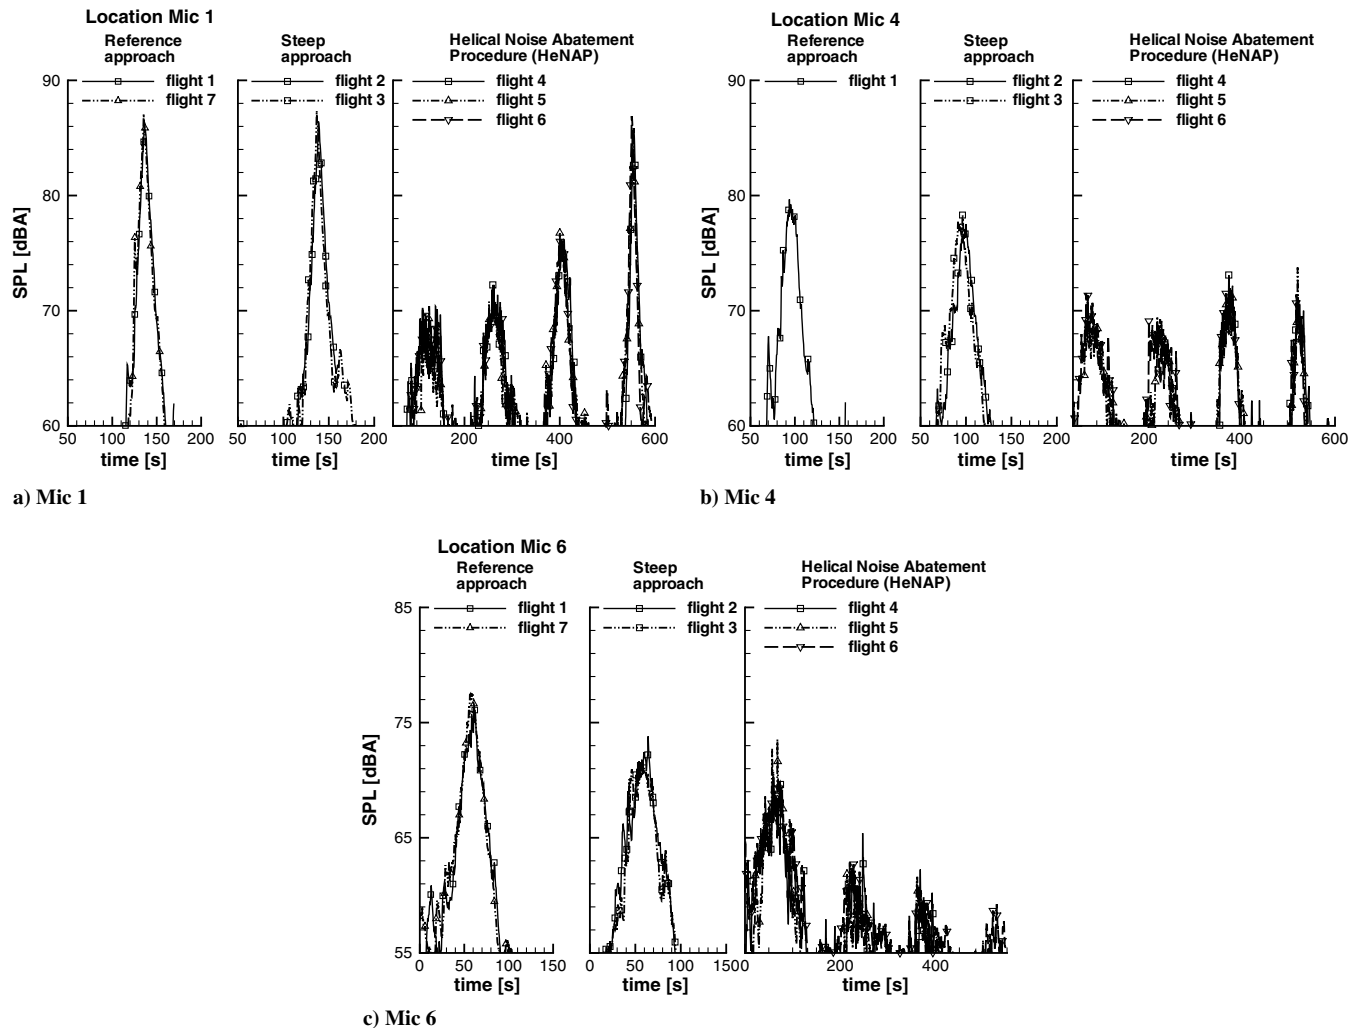 Location Mic 1
Reference
approach
Steep
approach
Helical Noise Abatement
Procedure (HeNAP)
90
flight 1
flight 7
flight 2
flight 3
flight 4
flight 5
flight 6
80
SPL [dBA]
70
60
50 100 150 200
50 100 150 200
200 400 600
time [s]
time [s]
time [s]
a) Mic 1
Location Mic 4
Reference
approach
Steep
approach
Helical Noise Abatement
Procedure (HeNAP)
90
flight 1
flight 2
flight 3
flight 4
flight 5
flight 6
80
SPL [dBA]
70
60
50 100 150 200
50 100 150 200
200 400 600
time [s]
time [s]
time [s]
b) Mic 4
Location Mic 6
Reference
approach
Steep
approach
Helical Noise Abatement
Procedure (HeNAP)
85
flight 1
flight 7
flight 2
flight 3
flight 4
flight 5
flight 6
75
SPL [dBA]
65
55
0 50 100 150
0 50 100 150
0 200 400
time [s]
time [s]
time [s]
c) Mic 6